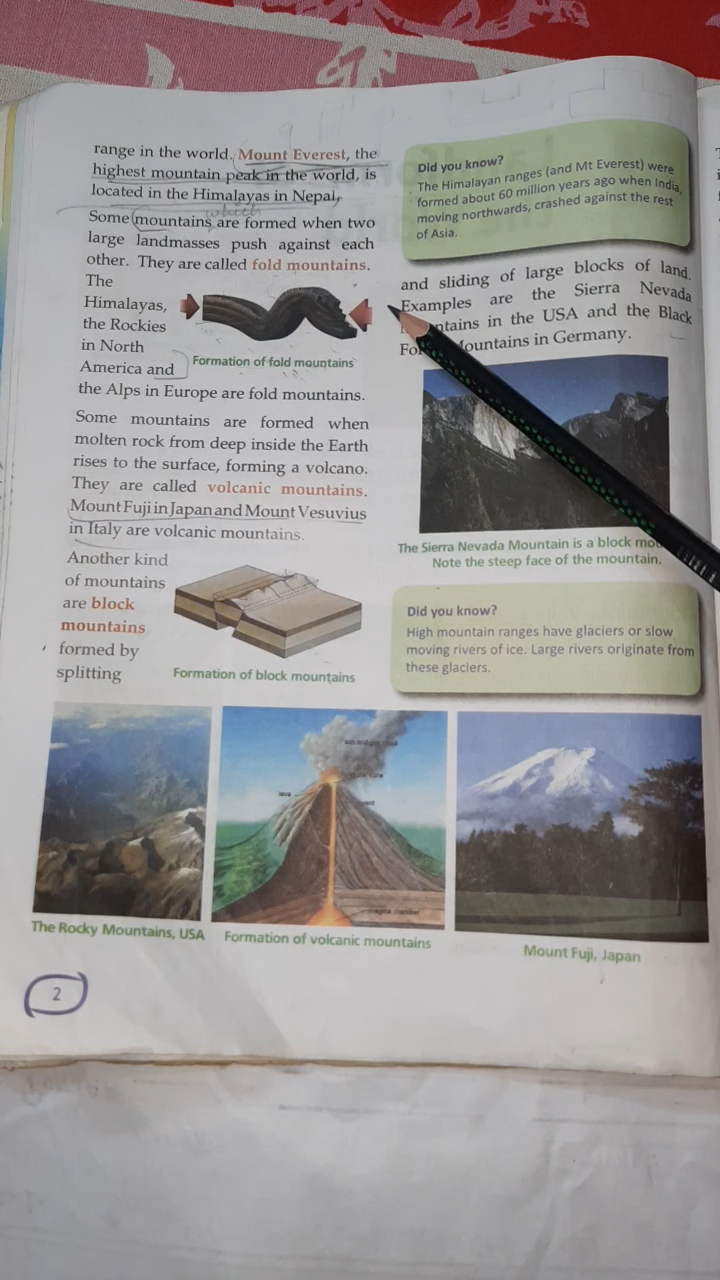 range in the world. Mount Everest, the
highest mountain peak in the world, is
located in the Himalayas in Nepal.
which
Some mountains are formed when two
large landmasses push against each
other. They are called fold mountains.
The
Himalayas,
the Rockies
in North
America and
Formation of fold mountains
the Alps in Europe are fold mountains.
Some mountains are formed when
molten rock from deep inside the Earth
rises to the surface, forming a volcano.
They are called volcanic mountains.
Mount Fuji in Japan and Mount Vesuvius
in Italy are volcanic mountains.
Another kind
of mountains
are block
mountains
formed by
splitting
Formation of block mountains
Did you know?
The Himalayan ranges (and Mt Everest) were
formed about 60 million years ago when India,
moving northwards, crashed against the rest
of Asia.
and sliding of large blocks of land.
Examples are the Sierra Nevada
in the USA and the Black
Mountains in Germany.
The Sierra Nevada Mountain is a block
Note the steep face of the mountain.
Did you know?
High mountain ranges have glaciers or slow
moving rivers of ice. Large rivers originate from
these glaciers.
lava
vent
magma chamber
The Rocky Mountains, USA
Formation of volcanic mountains
Mount Fuji, Japan
2